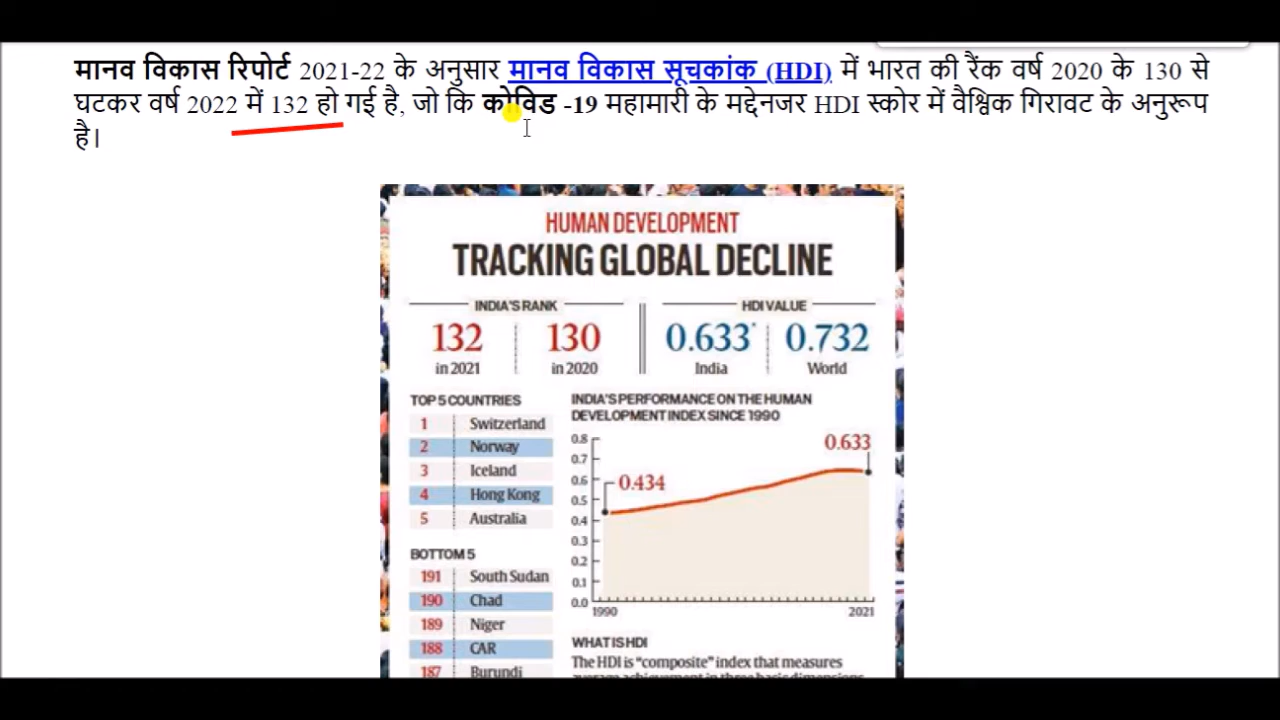 मानव विकास रिपोर्ट 2021-22 के अनुसार मानव विकास सूचकांक (HDI) में भारत की रैंक वर्ष 2020 के 130 से
घटकर वर्ष 2022 में 132 हो गई है, जो कि कोविड -19 महामारी के मद्देनजर HDI स्कोर में वैश्विक गिरावट के अनुरूप
है।
HUMAN DEVELOPMENT
TRACKING GLOBAL DECLINE
INDIA'S RANK
132 130
in 2021 in 2020
HDI VALUE
0.633* 0.732
India World
TOP 5 COUNTRIES
1 Switzerland
2 Norway
3 Iceland
4 Hong Kong
5 Australia
BOTTOM 5
191 South Sudan
190 Chad
189 Niger
188 CAR
187 Burundi
INDIA'S PERFORMANCE ON THE HUMAN
DEVELOPMENT INDEX SINCE 1990
0.8
0.7
0.6
0.5
0.4
0.3
0.2
0.1
0.0
0.434
0.633
1990 2021
WHAT IS HDI
The HDI is “composite” index that measures
average achievement in three basic dimensions